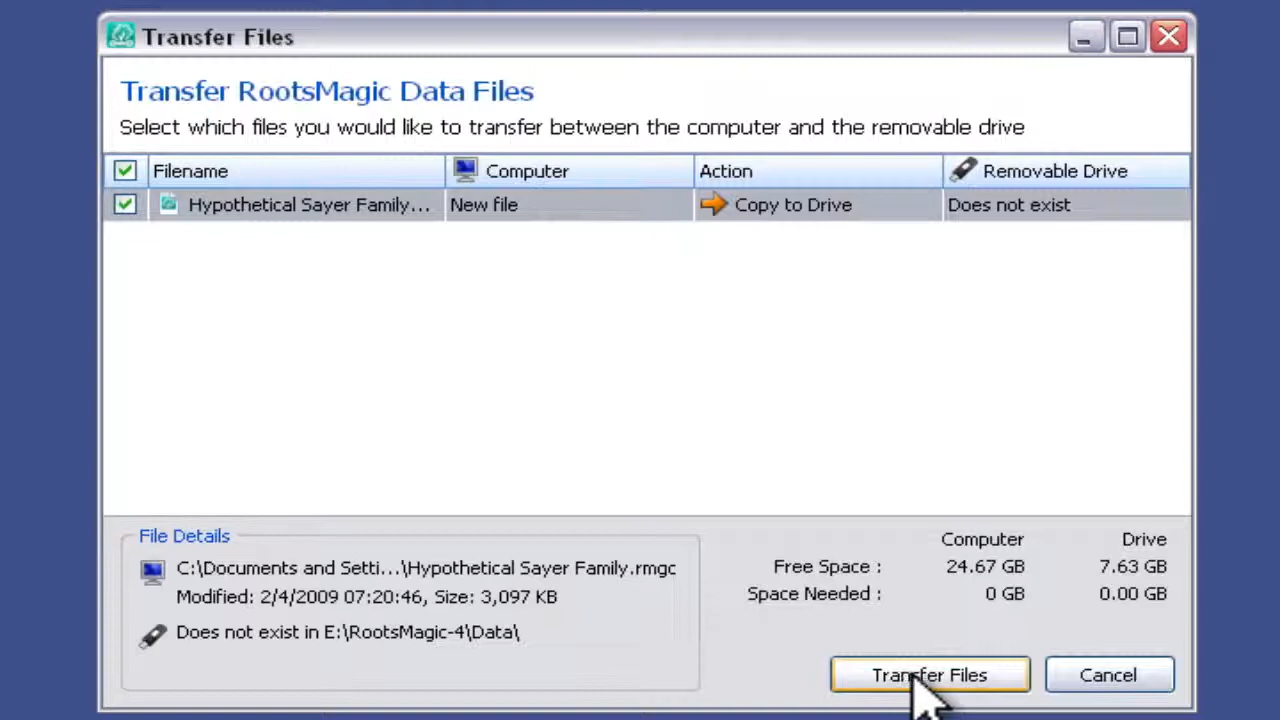 Transfer Files
Transfer RootsMagic Data Files
Select which files you would like to transfer between the computer and the removable drive
Filename Computer Action Removable Drive
Hypothetical Sayer Family... New file Copy to Drive Does not exist
File Details
C:\Documents and Setti...\Hypothetical Sayer Family.rmgc
Modified: 2/4/2009 07:20:46, Size: 3,097 KB
Does not exist in E:\RootsMagic-4\Data\
Computer Drive
Free Space : 24.67 GB 7.63 GB
Space Needed : 0 GB 0.00 GB
Transfer Files Cancel